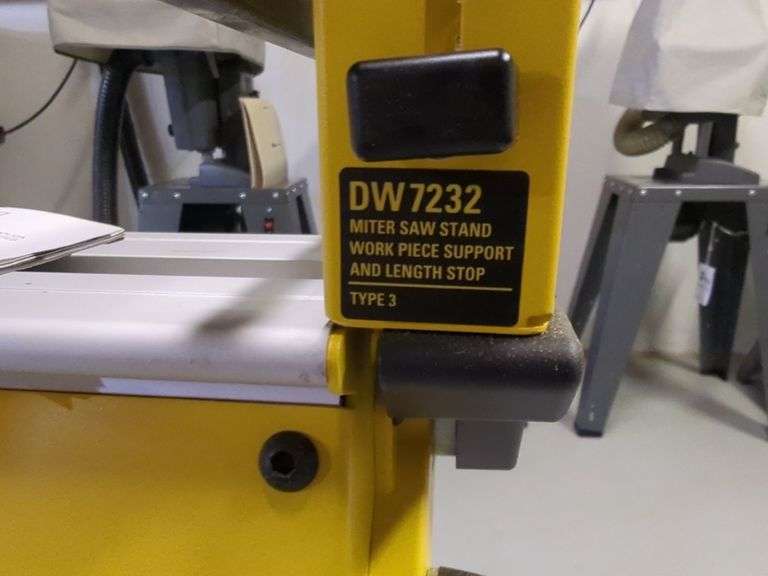 DW7232
MITER SAW STAND
WORK PIECE SUPPORT
AND LENGTH STOP
TYPE 3